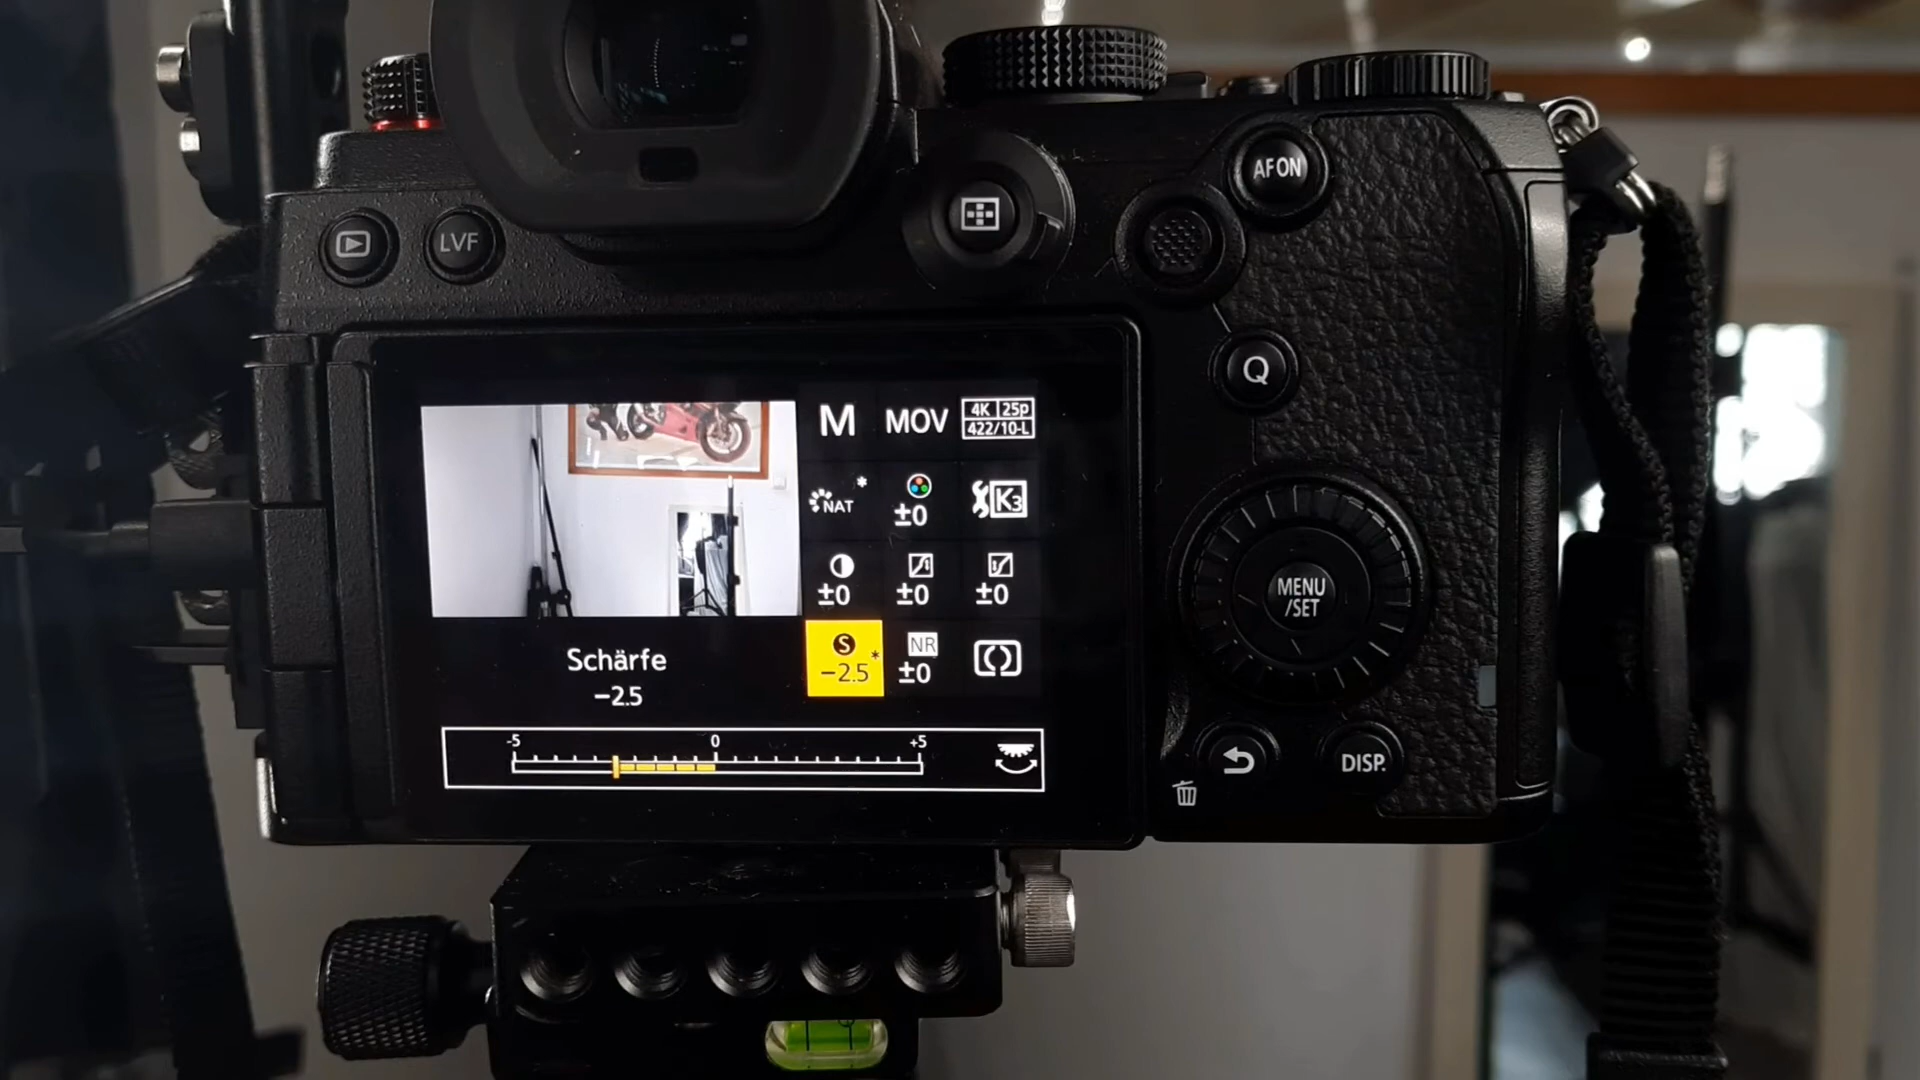 AF ON
LVF
Q
M MOV 4K 25p
422/10-L
NAT * ±0 K3
±0 ±0 ±0
S -2.5 * NR ±0
Schärfe
-2.5
-5 0 +5
MENU
/SET
DISP.